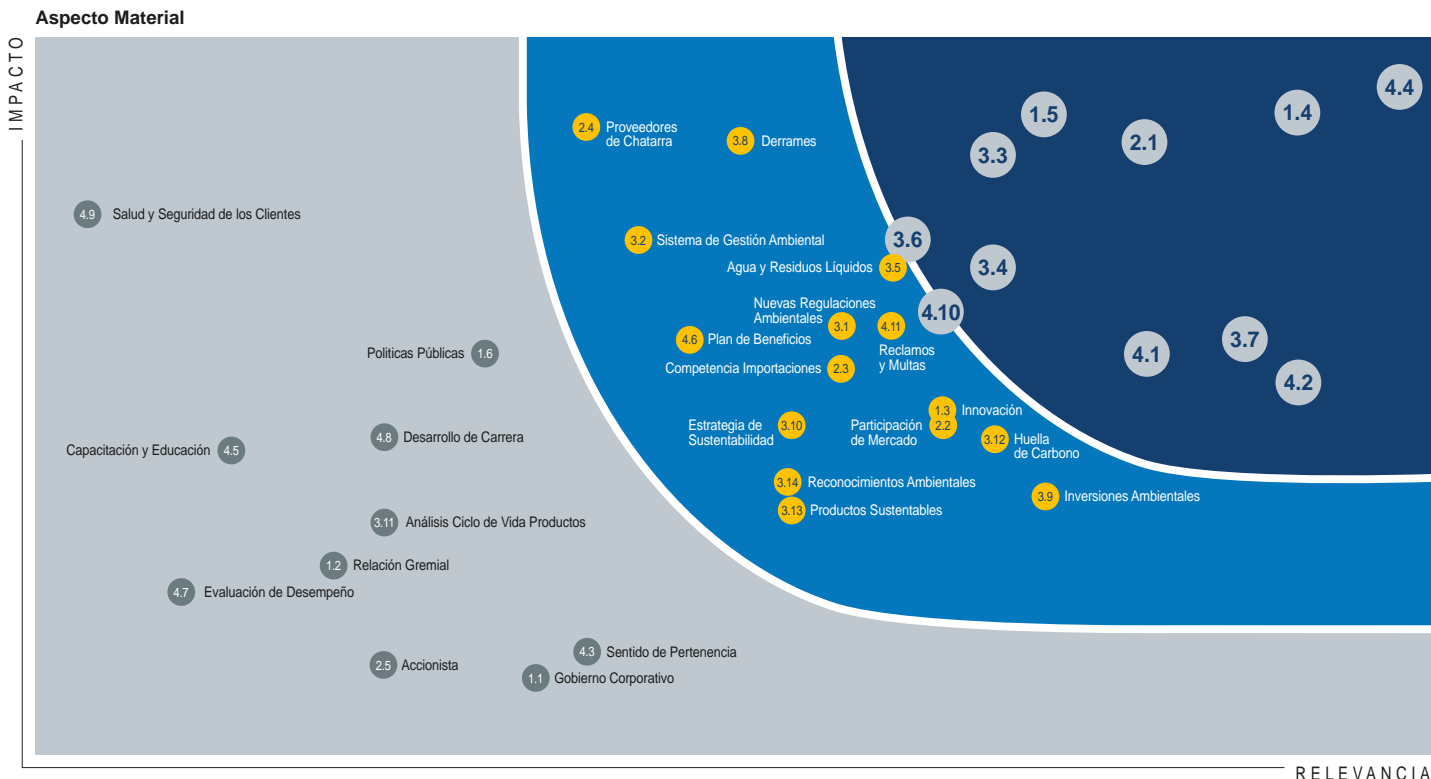 Aspecto Material
IMPACTO
4.4
1.4
1.5
2.4
Proveedores
de Chatarra
3.8
Derrames
2.1
3.3
4.9
Salud y Seguridad de los Clientes
3.2
Sistema de Gestión Ambiental
3.6
Agua y Residuos Líquidos
3.5
3.4
Nuevas Regulaciones
Ambientales
3.1
4.11
Reclamos
y Multas
4.10
4.6
Plan de Beneficios
3.7
Politicas Públicas
1.6
4.1
Competencia Importaciones
2.3
4.2
1.3
Innovación
Estrategia de
Sustentabilidad
3.10
Participación
de Mercado
2.2
3.12
Huella
de Carbono
4.8
Desarrollo de Carrera
Capacitación y Educación
4.5
3.14
Reconocimientos Ambientales
3.9
Inversiones Ambientales
3.13
Productos Sustentables
3.11
Análisis Ciclo de Vida Productos
1.2
Relación Gremial
4.7
Evaluación de Desempeño
4.3
Sentido de Pertenencia
2.5
Accionista
1.1
Gobierno Corporativo
RELEVANCIA